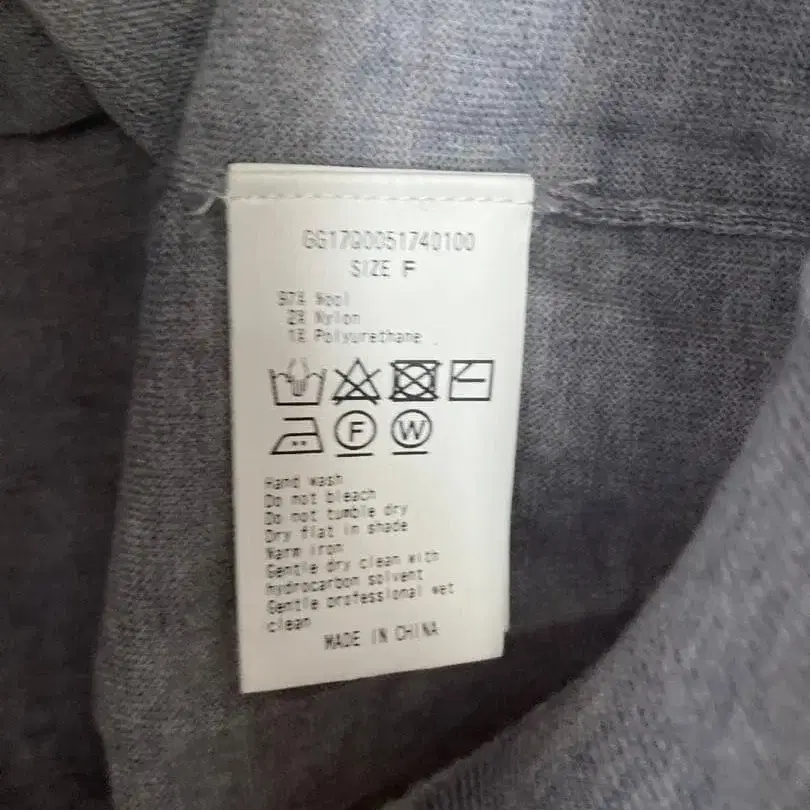 GG17Q0051740100
SIZE F
97% Wool
2% Nylon
1% Polyurethane
F W
Hand wash
Do not bleach
Do not tumble dry
Dry flat in shade
Warm iron
Gentle dry clean with
hydrocarbon solvent
Gentle professional wet
clean
MADE IN CHINA